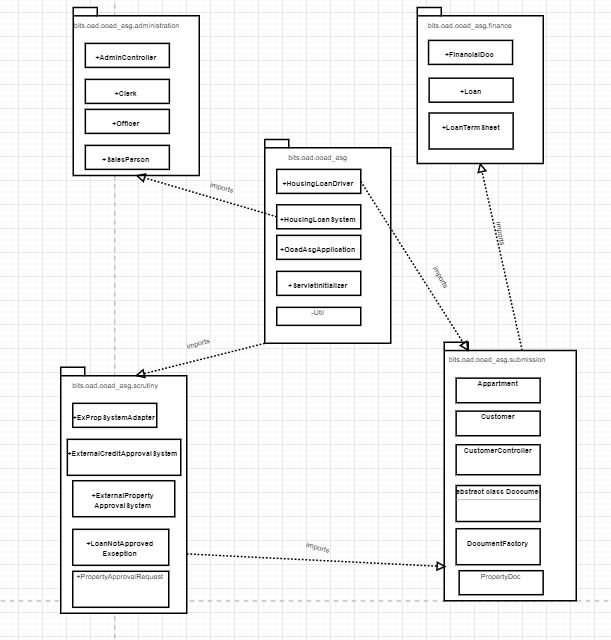 bits.oad.ooad_asg.administration
+AdminController
+Clerk
+Officer
+SalesPerson
bits.oad.ooad_asg.finance
+FinancialDoc
+Loan
+LoanTermSheet
bits.oad.ooad_asg
+HousingLoanDriver
+HousingLoanSystem
+OoadAsgApplication
+ServletInitializer
-Util
imports
imports
imports
imports
bits.oad.ooad_asg.scrutiny
+ExPropSystemAdapter
+ExternalCreditApprovalSystem
+ExternalProperty
ApprovalSystem
+LoanNotApproved
Exception
+PropertyApprovalRequest
imports
bits.oad.ooad_asg.submission
Appartment
Customer
CustomerController
abstract class Docoume
DocumentFactory
PropertyDoc